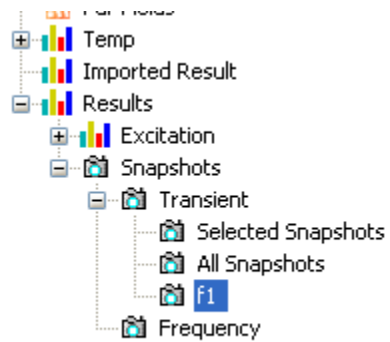 Temp
Imported Result
Results
Excitation
Snapshots
Transient
Selected Snapshots
All Snapshots
f1
Frequency